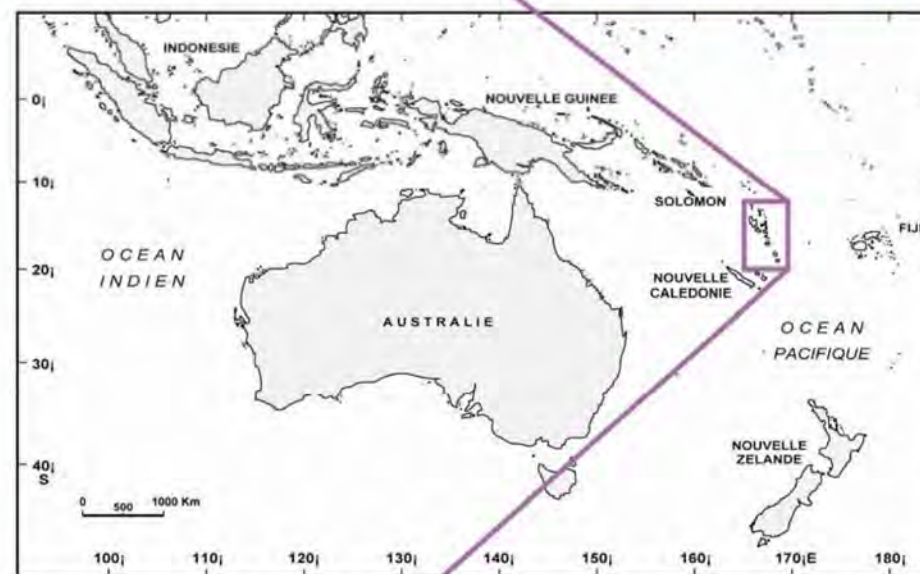 INDONESIE
0¡
NOUVELLE GUINEE
10¡
SOLOMON
FIJI
OCEAN
INDIEN
20¡
NOUVELLE
CALEDONIE
AUSTRALIE
OCEAN
PACIFIQUE
30¡
NOUVELLE
ZELANDE
40¡
S
0 500 1000 Km
100¡ 110¡ 120¡ 130¡ 140¡ 150¡ 160¡ 170¡ 180¡